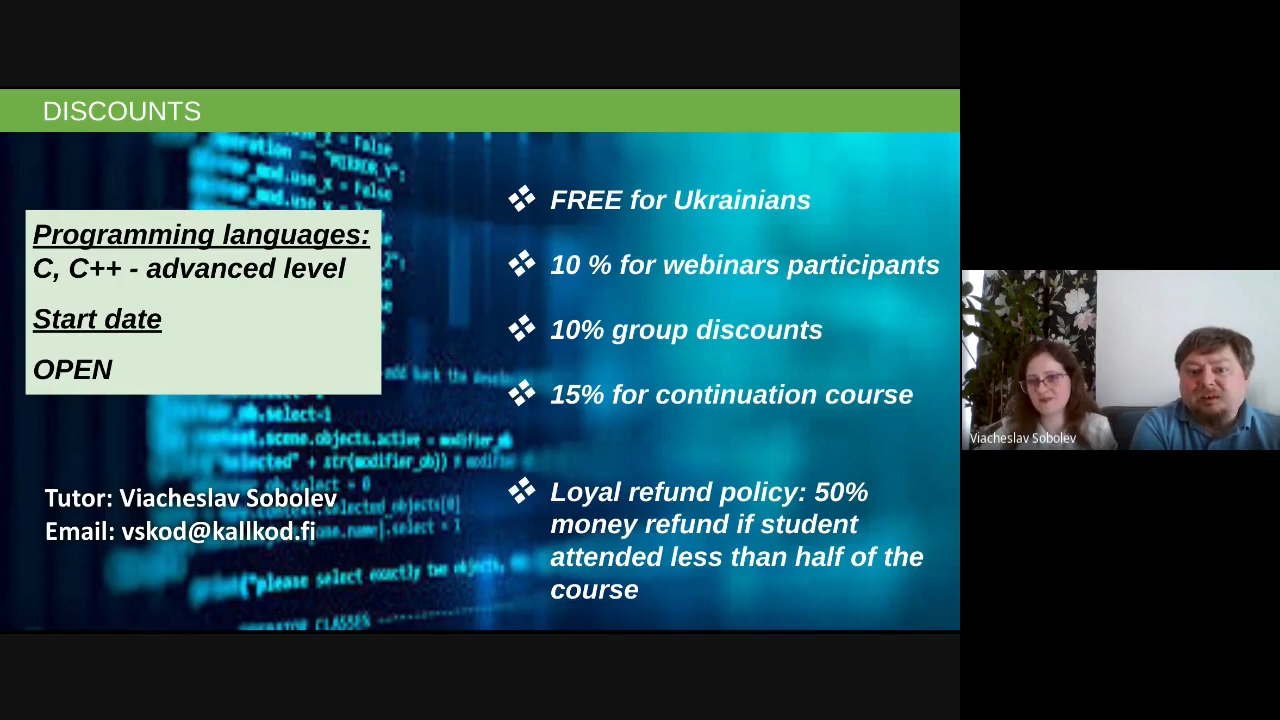 DISCOUNTS
Programming languages:
C, C++ - advanced level
Start date
OPEN
Tutor: Viacheslav Sobolev
Email: vskod@kallkod.fi
FREE for Ukrainians
10 % for webinars participants
10% group discounts
15% for continuation course
Loyal refund policy: 50%
money refund if student
attended less than half of the
course
Viacheslav Sobolev